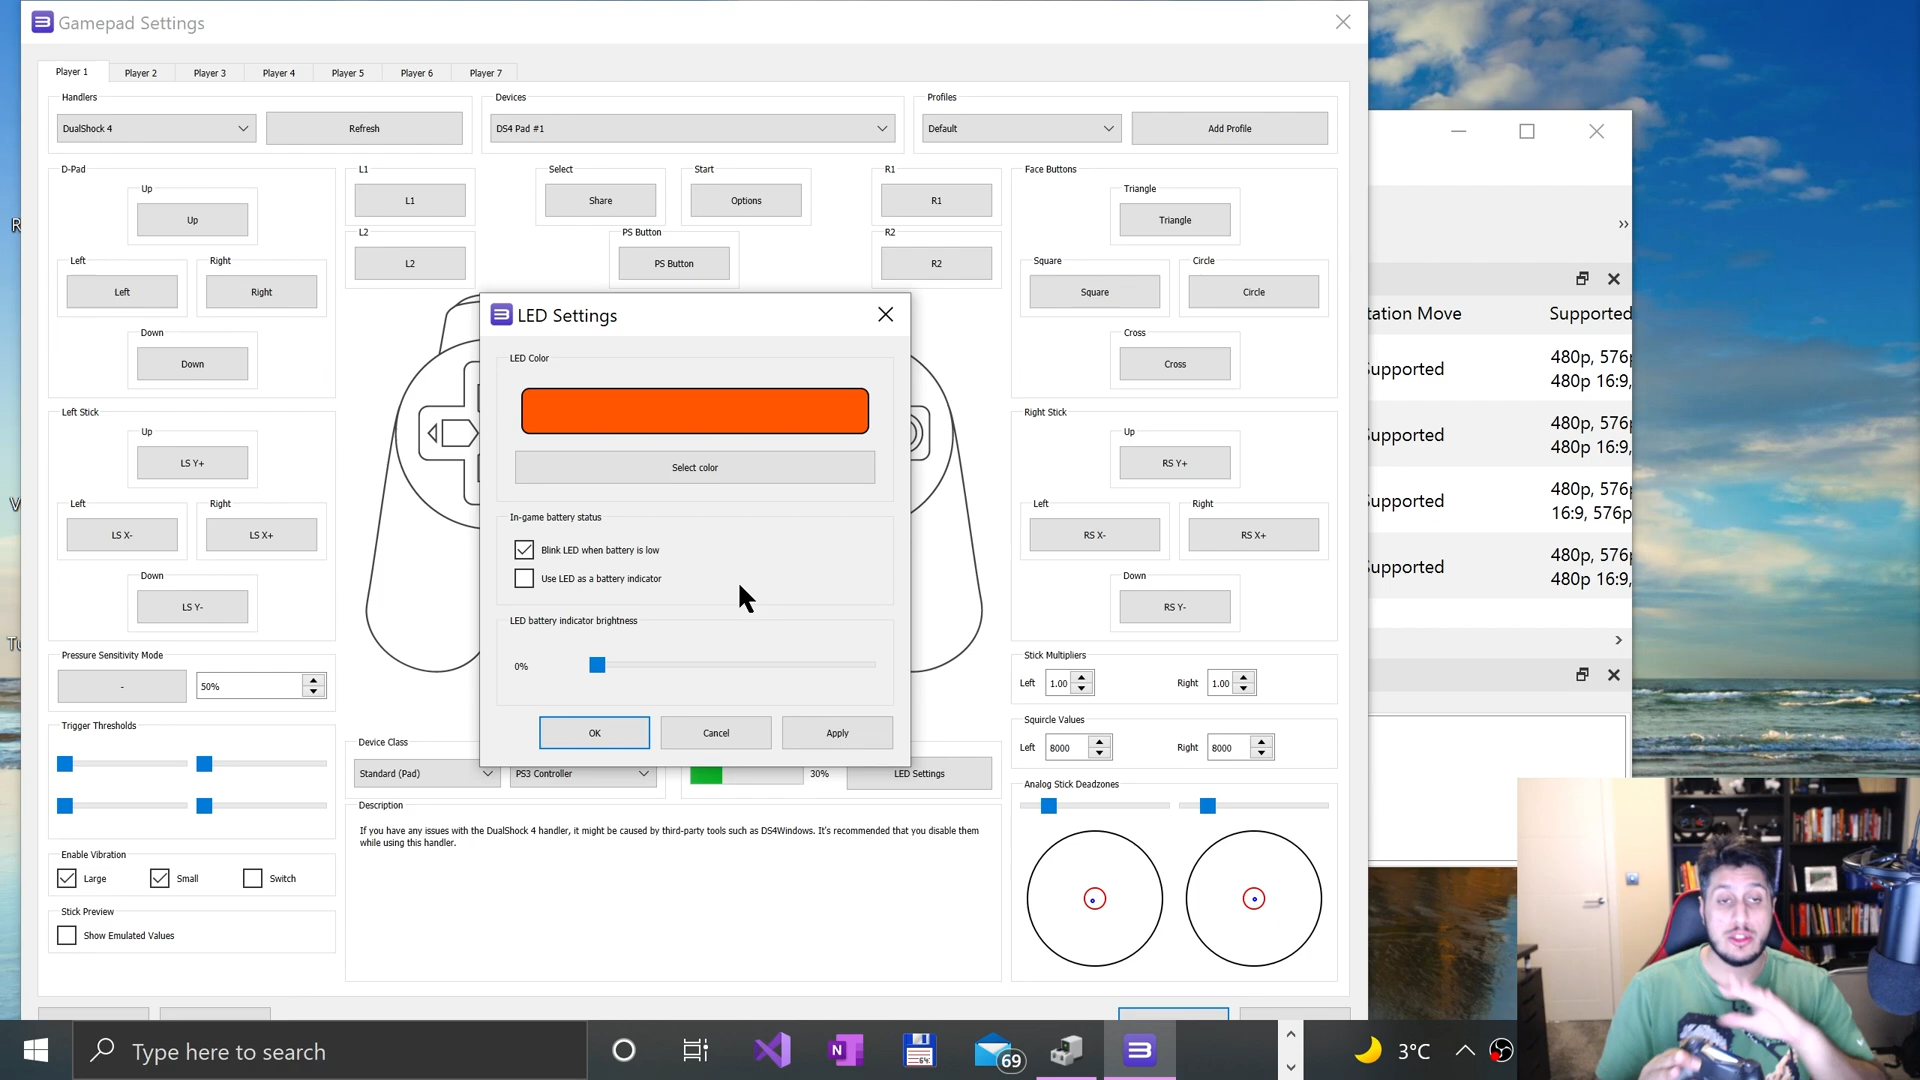 Gamepad Settings
Player 1
Player 2
Player 3
Player 4
Player 5
Player 6
Player 7
Handlers
Devices
Profiles
DualShock 4
Refresh
DS4 Pad #1
Default
Add Profile
D-Pad
L1
Select
Start
R1
Face Buttons
Up
Up
L1
Share
Options
R1
Triangle
Triangle
L2
PS Button
R2
L2
PS Button
R2
Left
Right
Left
Right
Square
Circle
Square
Circle
Down
Down
Cross
Cross
LED Settings
LED Color
Select color
In-game battery status
Blink LED when battery is low
Use LED as a battery indicator
LED battery indicator brightness
0%
OK
Cancel
Apply
Left Stick
Up
LS Y+
Left
Right
LS X-
LS X+
Down
LS Y-
Right Stick
Up
RS Y+
Left
Right
RS X-
RS X+
Down
RS Y-
Pressure Sensitivity Mode
-
50%
Stick Multipliers
Left
1.00
Right
1.00
Trigger Thresholds
Squircle Values
Left
8000
Right
8000
Device Class
Standard (Pad)
PS3 Controller
30%
LED Settings
Analog Stick Deadzones
Description
If you have any issues with the DualShock 4 handler, it might be caused by third-party tools such as DS4Windows. It's recommended that you disable them
while using this handler.
Enable Vibration
Large
Small
Switch
Stick Preview
Show Emulated Values
tation Move
Supported
upported
480p, 576p
480p 16:9,
upported
480p, 576p
480p 16:9,
upported
480p, 576p
16:9, 576p
upported
480p, 576p
480p 16:9,
Type here to search
N
64
69
3°C